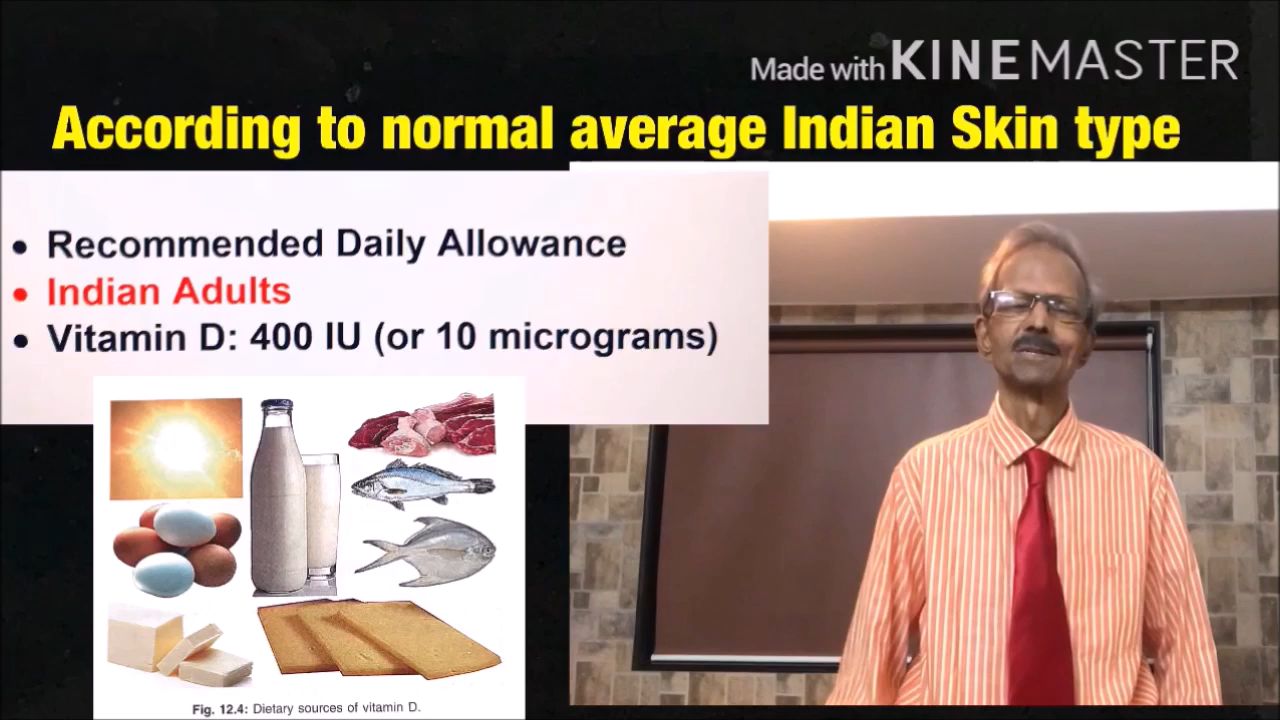 Made with KINEMASTER
According to normal average Indian Skin type
• Recommended Daily Allowance
• Indian Adults
• Vitamin D: 400 IU (or 10 micrograms)
Fig. 12.4: Dietary sources of vitamin D.